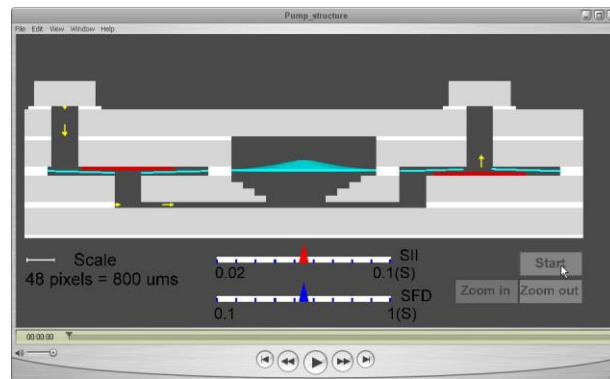 Pump_structure
File Edit View Window Help
Scale
48 pixels = 800 ums
SII
0.02 0.1(S)
SFD
0.1 1(S)
Start
Zoom in Zoom out
00:00:00